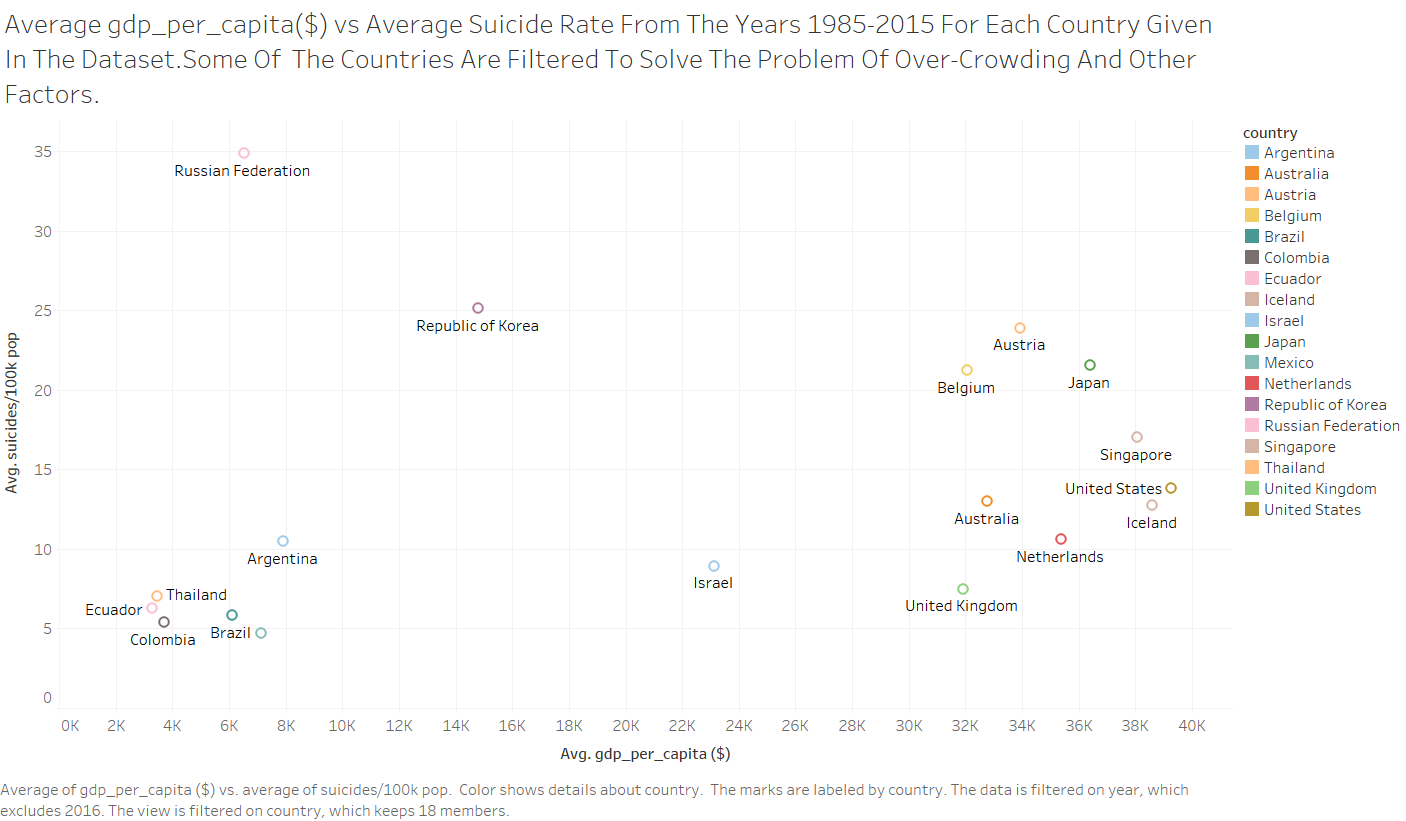 Average gdp_per_capita($) vs Average Suicide Rate From The Years 1985-2015 For Each Country Given
In The Dataset.Some Of  The Countries Are Filtered To Solve The Problem Of Over-Crowding And Other
Factors.
country
Argentina
Australia
Austria
Belgium
Brazil
Colombia
Ecuador
Iceland
Israel
Japan
Mexico
Netherlands
Republic of Korea
Russian Federation
Singapore
Thailand
United Kingdom
United States
Avg. suicides/100k pop
35
30
25
20
15
10
5
0
Russian Federation
Republic of Korea
Austria
Belgium
Japan
Singapore
United States
Australia
Iceland
Netherlands
Argentina
Israel
Thailand
United Kingdom
Ecuador
Brazil
Colombia
0K 2K 4K 6K 8K 10K 12K 14K 16K 18K 20K 22K 24K 26K 28K 30K 32K 34K 36K 38K 40K
Avg. gdp_per_capita ($)
Average of gdp_per_capita ($) vs. average of suicides/100k pop.  Color shows details about country.  The marks are labeled by country. The data is filtered on year, which
excludes 2016. The view is filtered on country, which keeps 18 members.